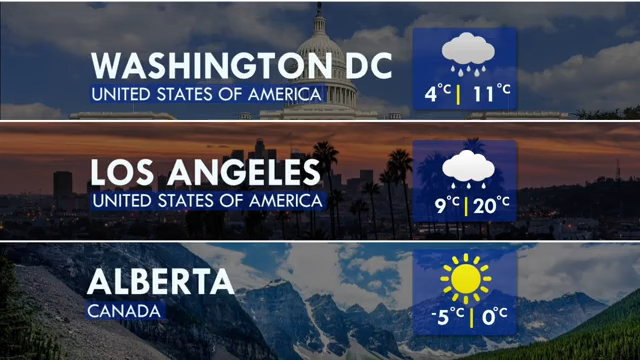 WASHINGTON DC
UNITED STATES OF AMERICA
4°C | 11°C
LOS ANGELES
UNITED STATES OF AMERICA
9°C | 20°C
ALBERTA
CANADA
-5°C | 0°C